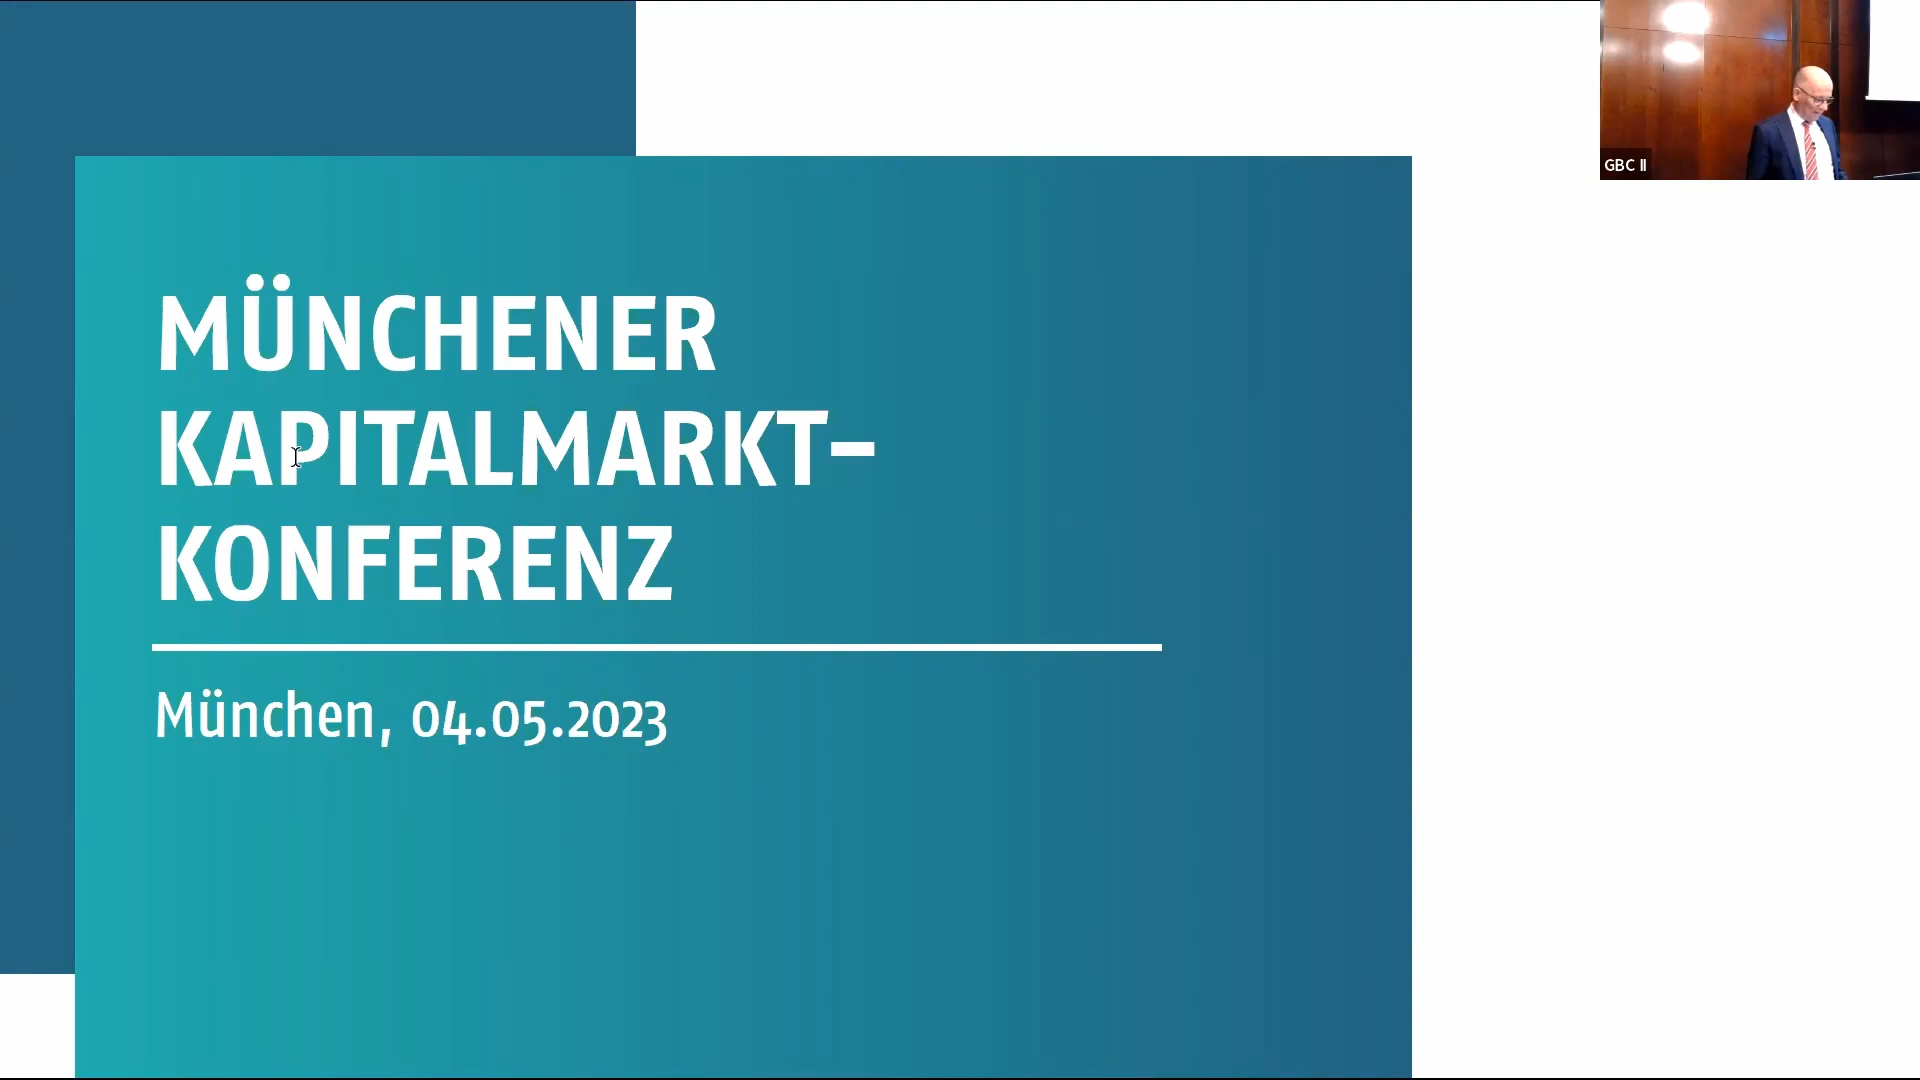 MÜNCHENER
KAPITALMARKT-
KONFERENZ
München, 04.05.2023
GBC II